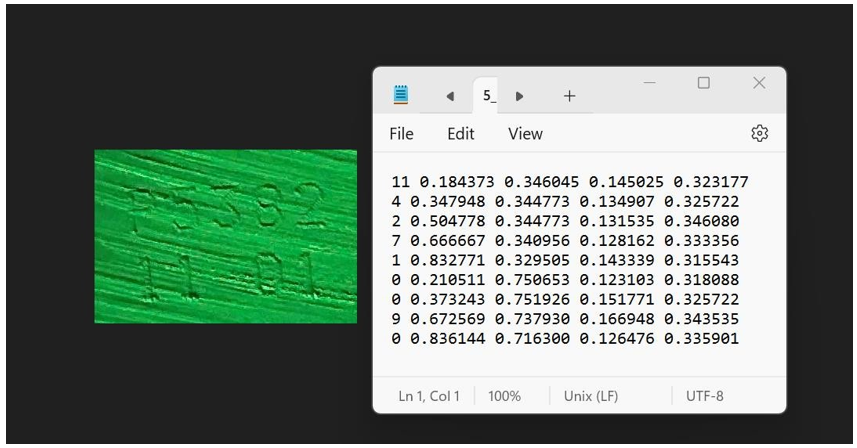 P5382
11-01
5_
File Edit View
11 0.184373 0.346045 0.145025 0.323177
4 0.347948 0.344773 0.134907 0.325722
2 0.504778 0.344773 0.131535 0.346080
7 0.666667 0.340956 0.128162 0.333356
1 0.832771 0.329505 0.143339 0.315543
0 0.210511 0.750653 0.123103 0.318088
0 0.373243 0.751926 0.151771 0.325722
9 0.672569 0.737930 0.166948 0.343535
0 0.836144 0.716300 0.126476 0.335901
Ln 1, Col 1 100% Unix (LF) UTF-8